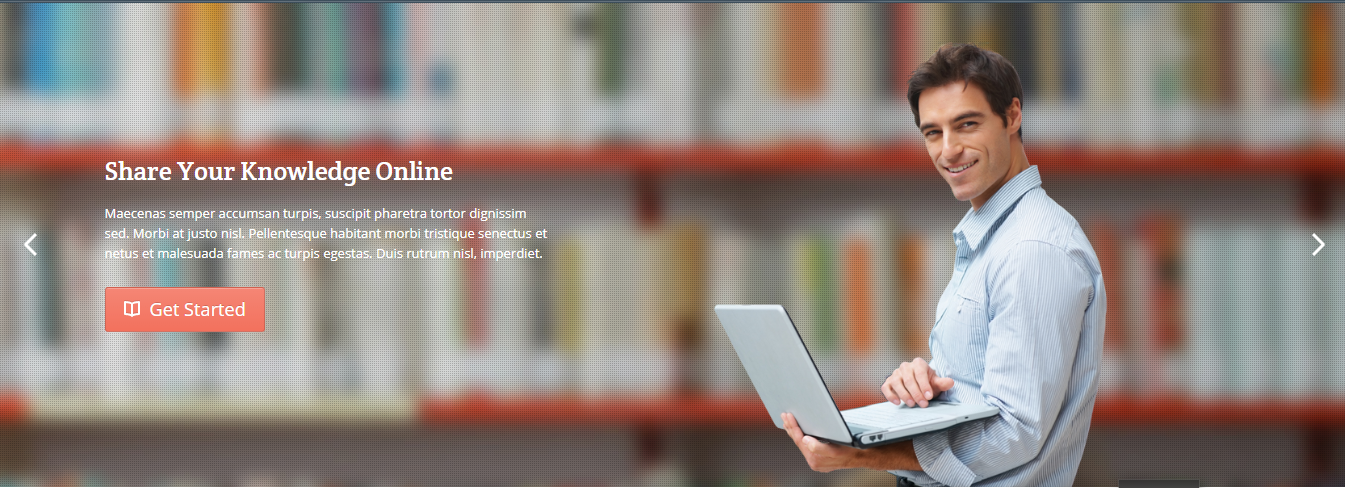 Share Your Knowledge Online
Maecenas semper accumsan turpis, suscipit pharetra tortor dignissim
sed. Morbi at justo nisl. Pellentesque habitant morbi tristique senectus et
netus et malesuada fames ac turpis egestas. Duis rutrum nisl, imperdiet.
Get Started